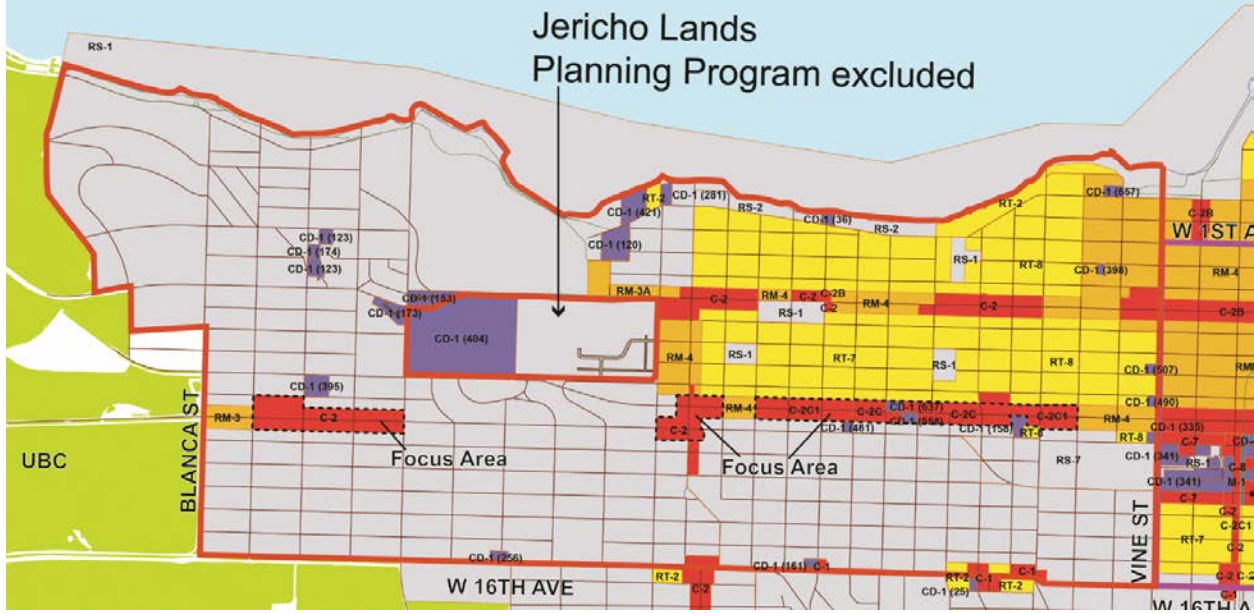 Jericho Lands
Planning Program excluded
RS-1
CD-1 (281)
RT-2
CD-1 (421)
RS-2
CD-1 (36)
RS-2
RT-2
CD-1 (657)
C-2B
W 1ST A
CD-1 (120)
CD-1 (123)
CD-1 (174)
CD-1 (123)
RS-1
RT-8
CD-1 (398)
RM-4
CD-1 (153)
CD-1 (173)
RM-3A
C-2
RM-4
C-2
C-2B
C-2
RM-4
C-2
C-2B
RS-1
CD-1 (404)
RM-4
RS-1
RT-7
RS-1
RT-8
CD-1 (507)
CD-1 (395)
CD-1 (490)
RM-3
C-2
RM-4
C-2C1
C-2C
CD-1 (637)
C-2C
C-2C1
RM-4
C-2
CD-1 (461)
CD-1 (158)
RT-8
CD-1 (335)
C-7
Focus Area
Focus Area
RS-7
CD-1 (341)
RS-1
C-8
CD-1 (341)
M-1
C-7
UBC
BLANCA ST
VINE ST
C-2
C-2C1
RT-7
C-2
CD-1 (256)
CD-1 (161)
C-1
RT-2
C-2
W 16TH AVE
RT-2
C-1
C-1
RT-2
CD-1 (25)
C-2
C-2
W 16TH A
C-1